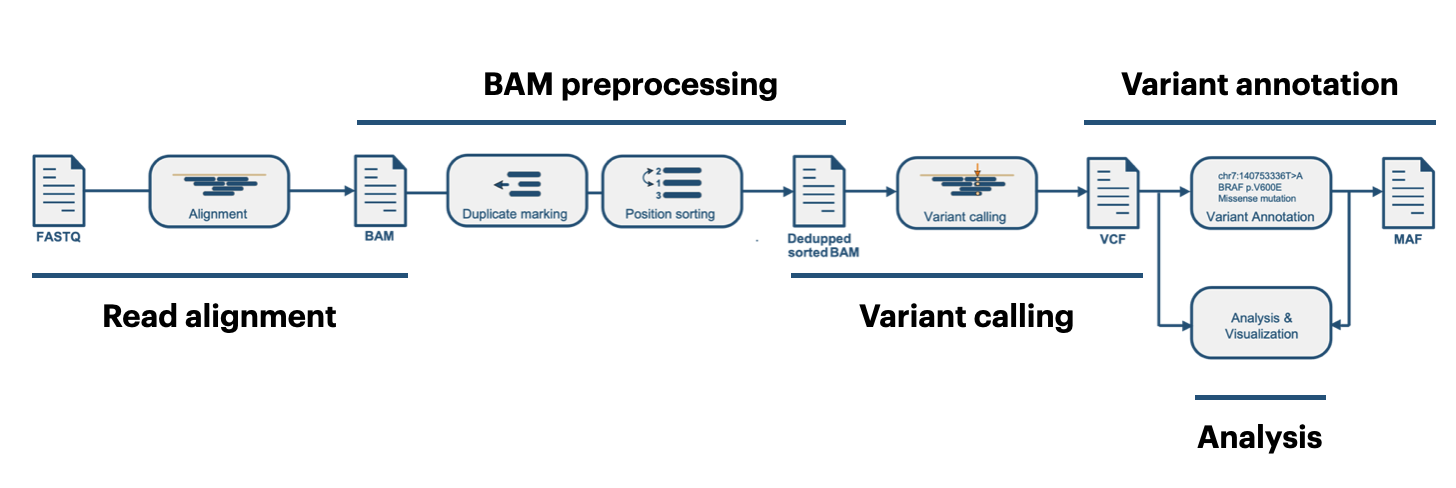 BAM preprocessing
Variant annotation
FASTQ
Alignment
BAM
Duplicate marking
2
1
3
Position sorting
Dedupped
sorted BAM
Variant calling
VCF
chr7:140753336T>A
BRAF p.V600E
Missense mutation
Variant Annotation
MAF
Read alignment
Variant calling
Analysis &
Visualization
Analysis